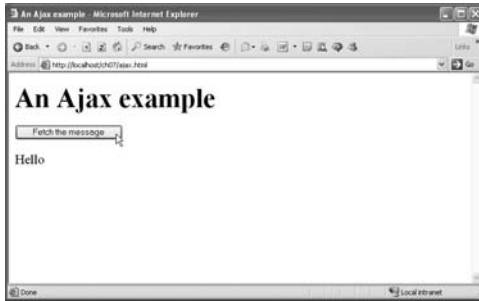 An Ajax example - Microsoft Internet Explorer
File Edit View Favorites Tools Help
Back Search Favorites Links
Address http://localhost/ch07/ajax.html Go
An Ajax example
Fetch the message
Hello
Done Local intranet